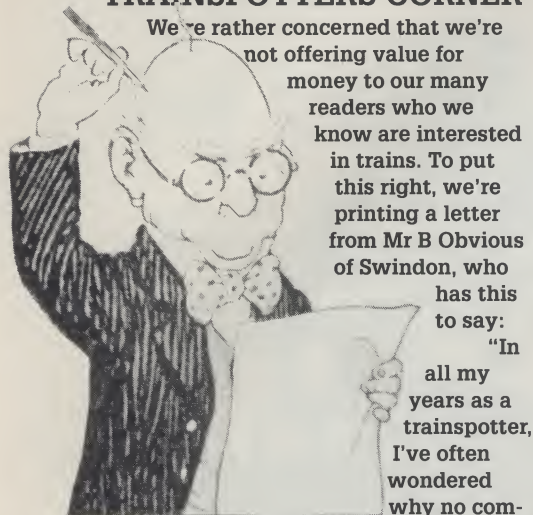 TRAINSPOTTERS CORNER
We're rather concerned that we're
not offering value for
money to our many
readers who we
know are interested
in trains. To put
this right, we're
printing a letter
from Mr B Obvious
of Swindon, who
has this
to say:
"In
all my
years as a
trainspotter,
I've often
wondered
why no com-